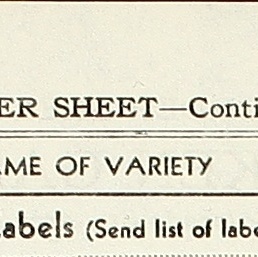 ER SHEET—Conti
AME OF VARIETY
abels (Send list of labe